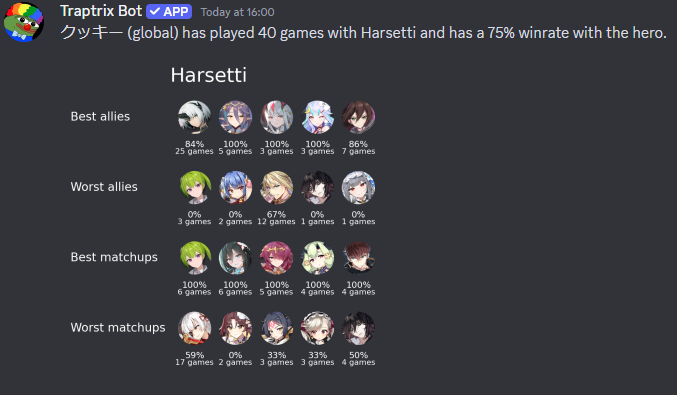 Traptrix Bot ✓ APP Today at 16:00
クッキー (global) has played 40 games with Harsetti and has a 75% winrate with the hero.
Harsetti
Best allies
84% 100% 100% 100% 86%
25 games 5 games 3 games 3 games 7 games
Worst allies
0% 0% 67% 0% 0%
3 games 2 games 12 games 1 games 1 games
Best matchups
100% 100% 100% 100% 100%
6 games 6 games 5 games 4 games 4 games
Worst matchups
59% 0% 33% 33% 50%
17 games 2 games 3 games 3 games 4 games